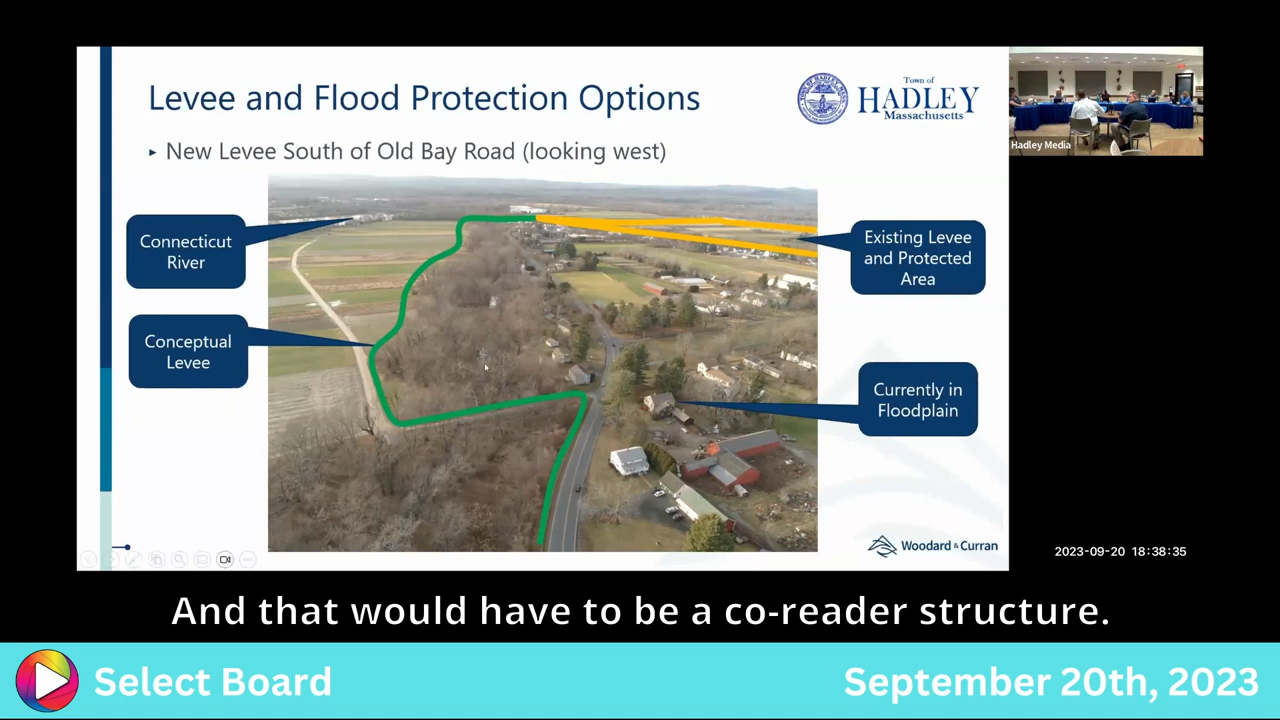 Levee and Flood Protection Options
Town of
HADLEY
Massachusetts
▸ New Levee South of Old Bay Road (looking west)
Hadley Media
Connecticut
River
Existing Levee
and Protected
Area
Conceptual
Levee
Currently in
Floodplain
Woodard & Curran
2023-09-20 18:38:35
And that would have to be a co-reader structure.
Select Board
September 20th, 2023